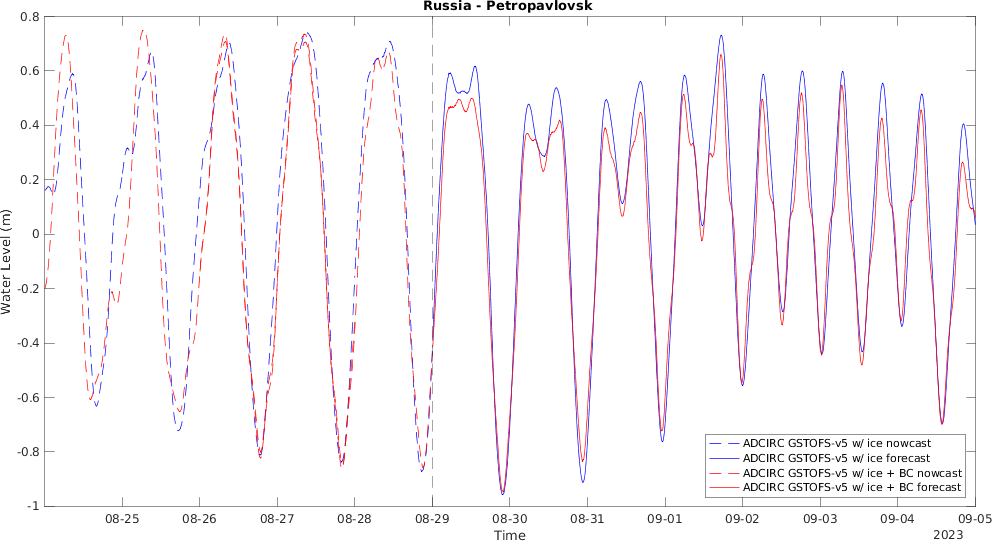 Russia - Petropavlovsk
Water Level (m)
0.8
0.6
0.4
0.2
0
-0.2
-0.4
-0.6
-0.8
-1
ADCIRC GSTOFS-v5 w/ ice nowcast
ADCIRC GSTOFS-v5 w/ ice forecast
ADCIRC GSTOFS-v5 w/ ice + BC nowcast
ADCIRC GSTOFS-v5 w/ ice + BC forecast
08-25 08-26 08-27 08-28 08-29 08-30 08-31 09-01 09-02 09-03 09-04 09-05
Time
2023